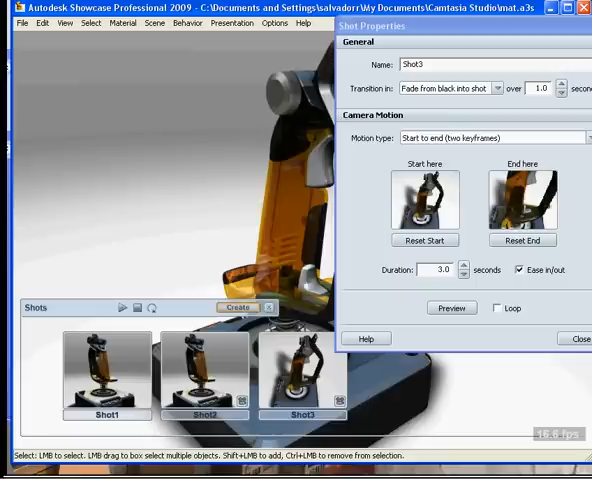 Autodesk Showcase Professional 2009 - C:\Documents and Settings\salvadorr\My Documents\Camtasia Studio\mat.a3s
File Edit View Select Material Scene Behavior Presentation Options Help
Shot Properties
General
Name: Shot3
Transition in: Fade from black into shot over 1.0 secon
Camera Motion
Motion type: Start to end (two keyframes)
Start here End here
Reset Start Reset End
Duration: 3.0 seconds Ease in/out
Preview Loop
Help Close
Shots Create
Shot1 Shot2 Shot3
16.6 fps
Select: LMB to select. LMB drag to box select multiple objects. Shift+LMB to add, Ctrl+LMB to remove from selection.